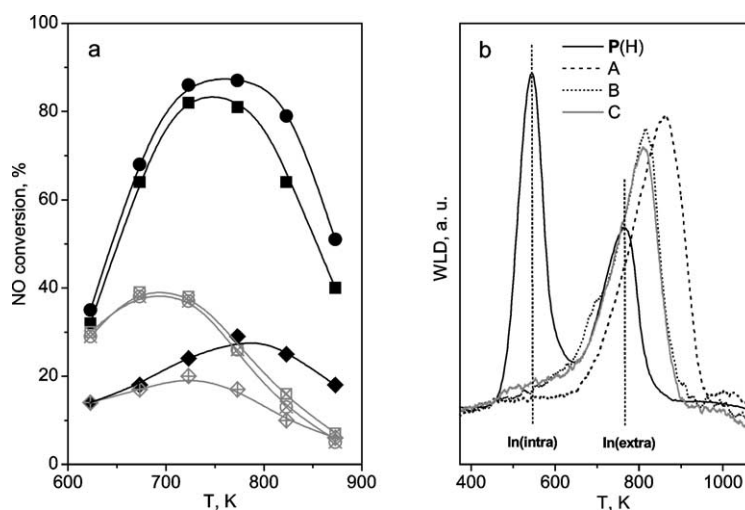 a
NO conversion, %
100
80
60
40
20
0
600
700
800
900
T, K
b
WLD, a. u.
P(H)
A
B
C
In(intra)
In(extra)
400
600
800
1000
T, K